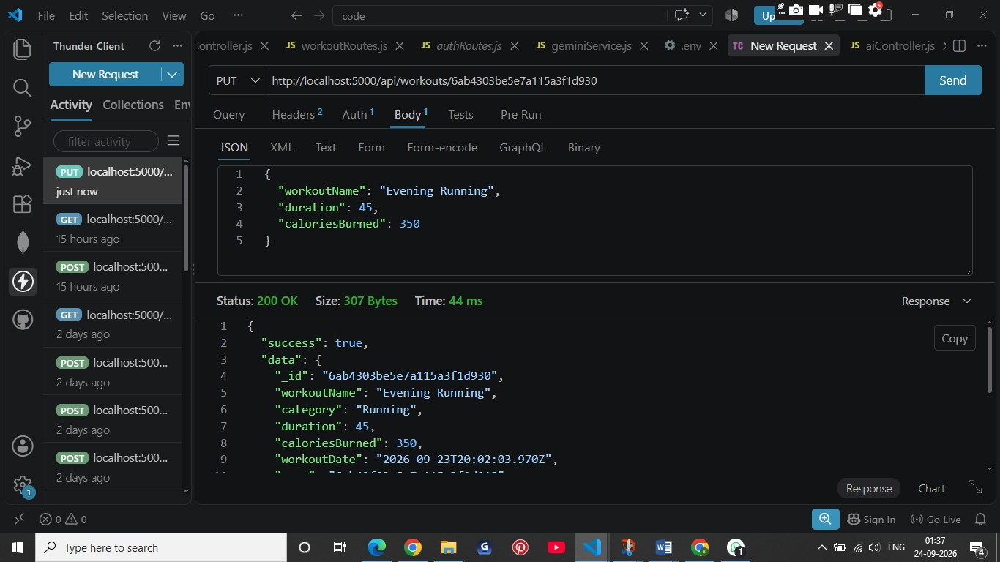 File Edit Selection View Go ··· code Up
Thunder Client
ontroller.js JS workoutRoutes.js JS authRoutes.js JS geminiService.js .env TC New Request JS aiController.js
New Request
PUT http://localhost:5000/api/workouts/6ab4303be5e7a115a3f1d930 Send
Activity Collections En
Query Headers 2 Auth 1 Body 1 Tests Pre Run
filter activity
JSON XML Text Form Form-encode GraphQL Binary
PUT localhost:5000/...
just now
GET localhost:5000/...
15 hours ago
POST localhost:500...
15 hours ago
GET localhost:5000/...
2 days ago
POST localhost:500...
2 days ago
POST localhost:500...
2 days ago
POST localhost:500...
2 days ago
1 {
2 "workoutName": "Evening Running",
3 "duration": 45,
4 "caloriesBurned": 350
5 }
Status: 200 OK Size: 307 Bytes Time: 44 ms Response
Copy
1 {
2 "success": true,
3 "data": {
4 "_id": "6ab4303be5e7a115a3f1d930",
5 "workoutName": "Evening Running",
6 "category": "Running",
7 "duration": 45,
8 "caloriesBurned": 350,
9 "workoutDate": "2026-09-23T20:02:03.970Z",
Response Chart
1
0 0 Sign In Go Live
Type here to search
1
ENG
01:37
24-09-2026
4